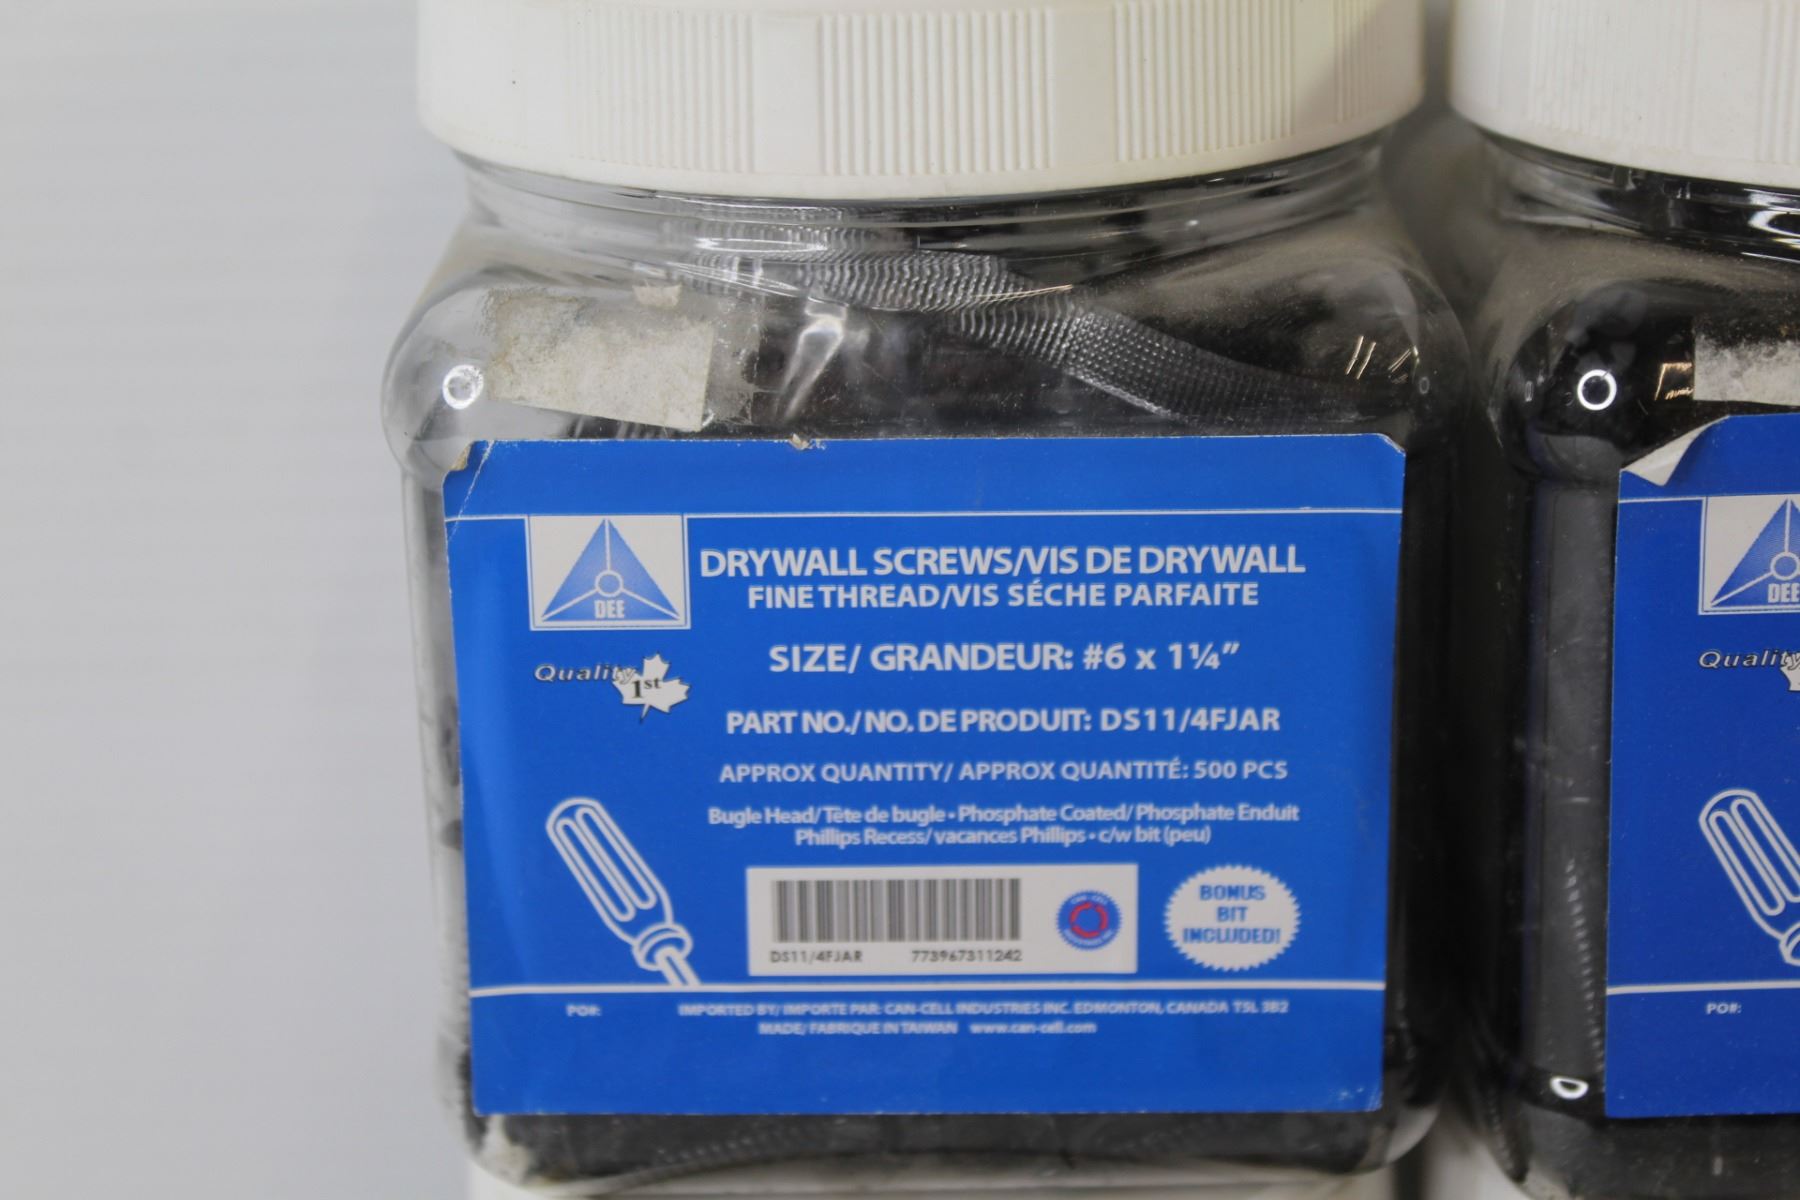 DEE
DRYWALL SCREWS/VIS DE DRYWALL
FINE THREAD/VIS SÉCHE PARFAITE
SIZE/ GRANDEUR: #6 x 1¼"
Quality 1st
PART NO./ NO. DE PRODUIT: DS11/4FJAR
APPROX QUANTITY/ APPROX QUANTITÉ: 500 PCS
Bugle Head/ Tête de bugle • Phosphate Coated/ Phosphate Enduit
Phillips Recess/ vacances Phillips • c/w bit (peu)
DS11/4FJAR 773967311242
CAN-CELL
INDUSTRIES INC.
BONUS
BIT
INCLUDED!
PO#: IMPORTED BY/ IMPORTE PAR: CAN-CELL INDUSTRIES INC. EDMONTON, CANADA T5L 3B2
MADE/ FABRIQUE IN TAIWAN www.can-cell.com
DEE
Quality
PO#: